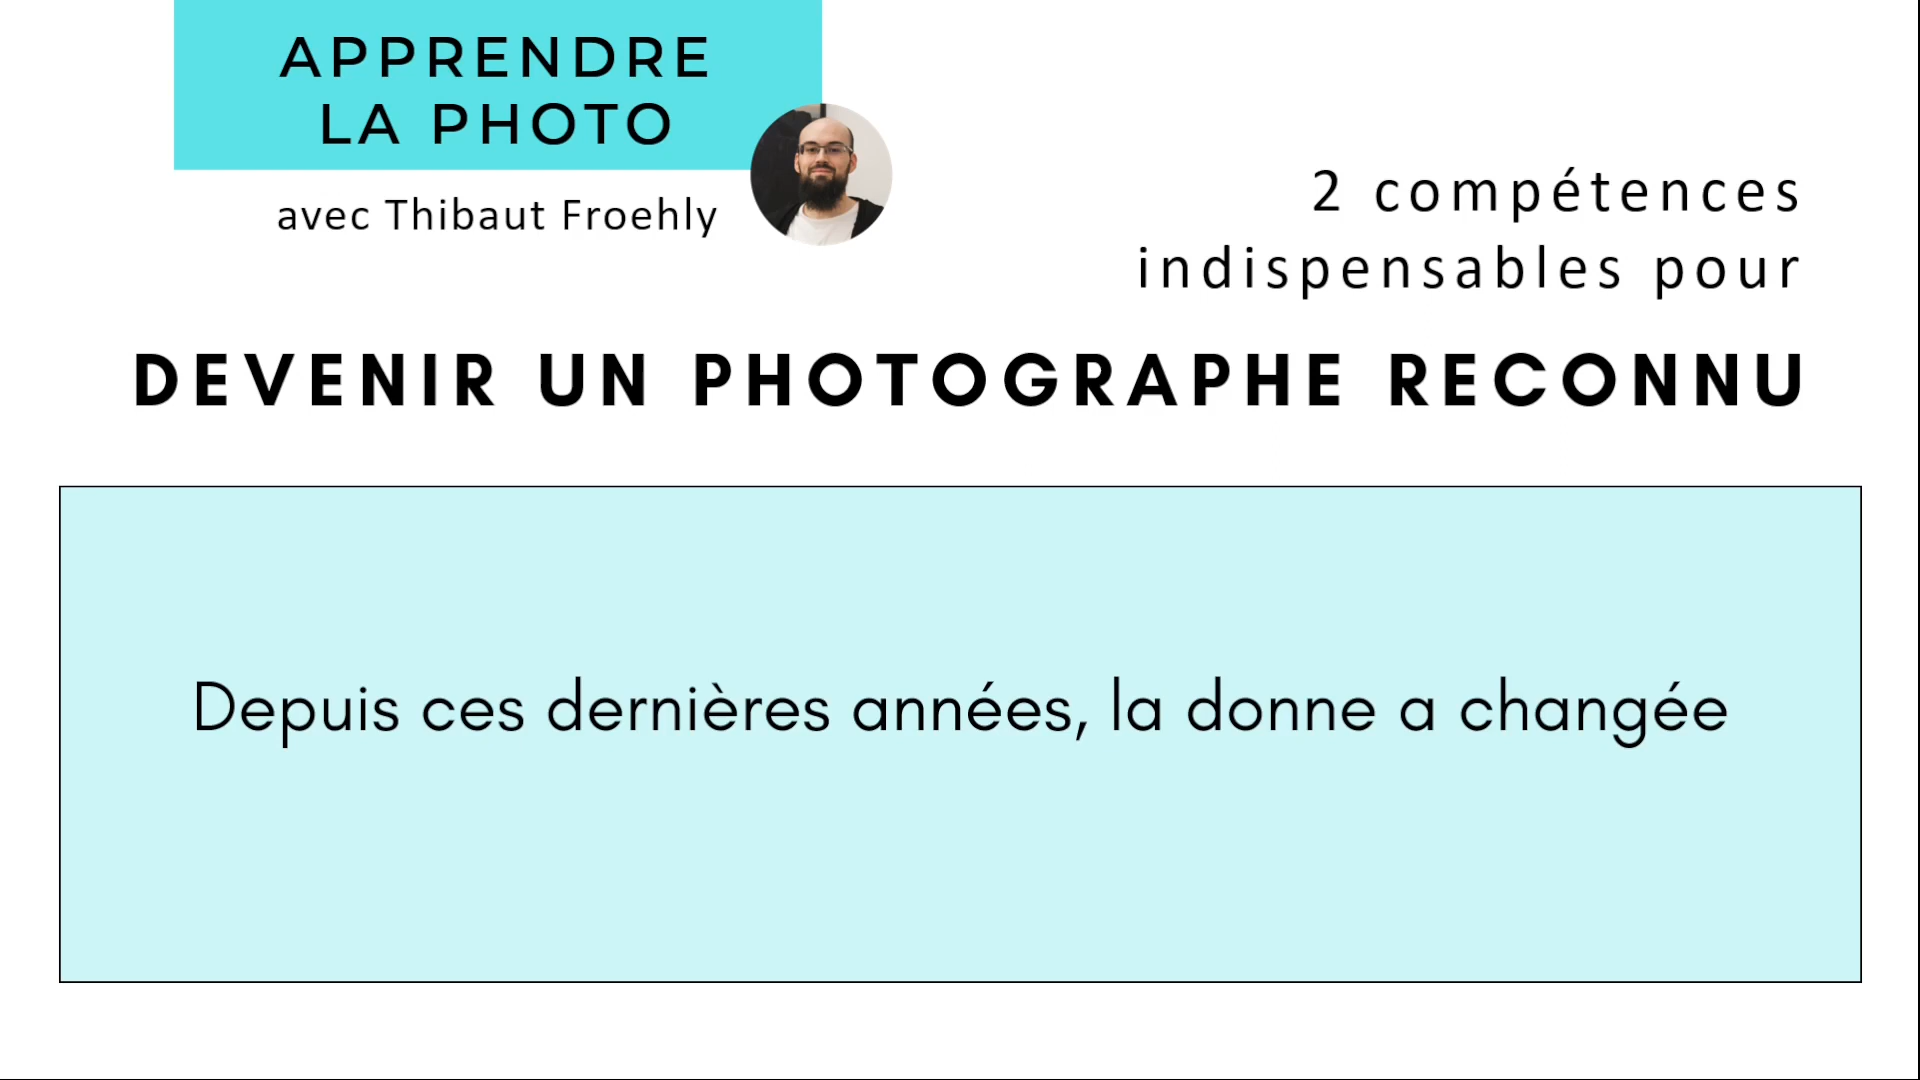 APPRENDRE
LA PHOTO
avec Thibaut Froehly
2 compétences
indispensables pour
DEVENIR UN PHOTOGRAPHE RECONNU
Depuis ces dernières années, la donne a changée